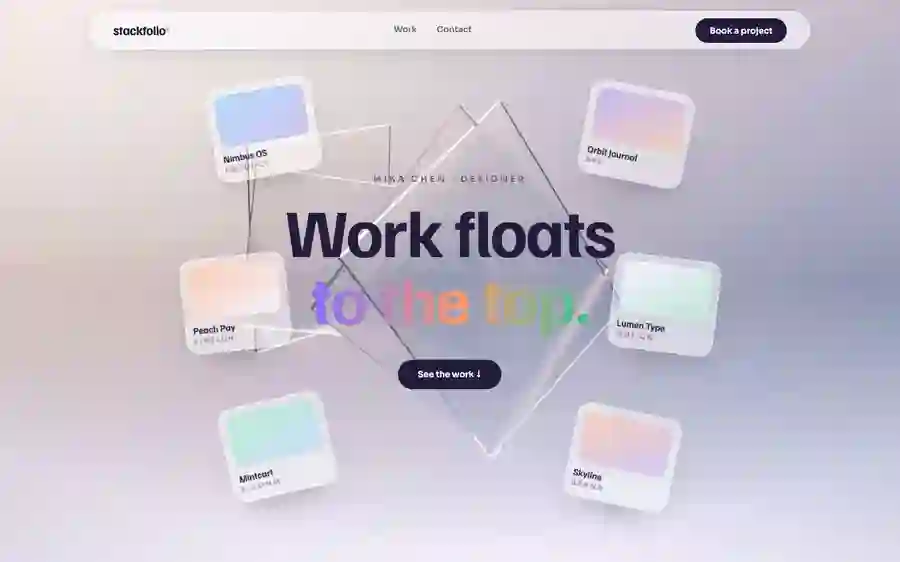 stackfolio
Work
Contact
Book a project
Nimbus OS
Orbit Journal
MIKA CHEN · DESIGNER
Work floats
to the top.
Peach Pay
Lumen Type
See the work ↓
Mintcart
Skyline